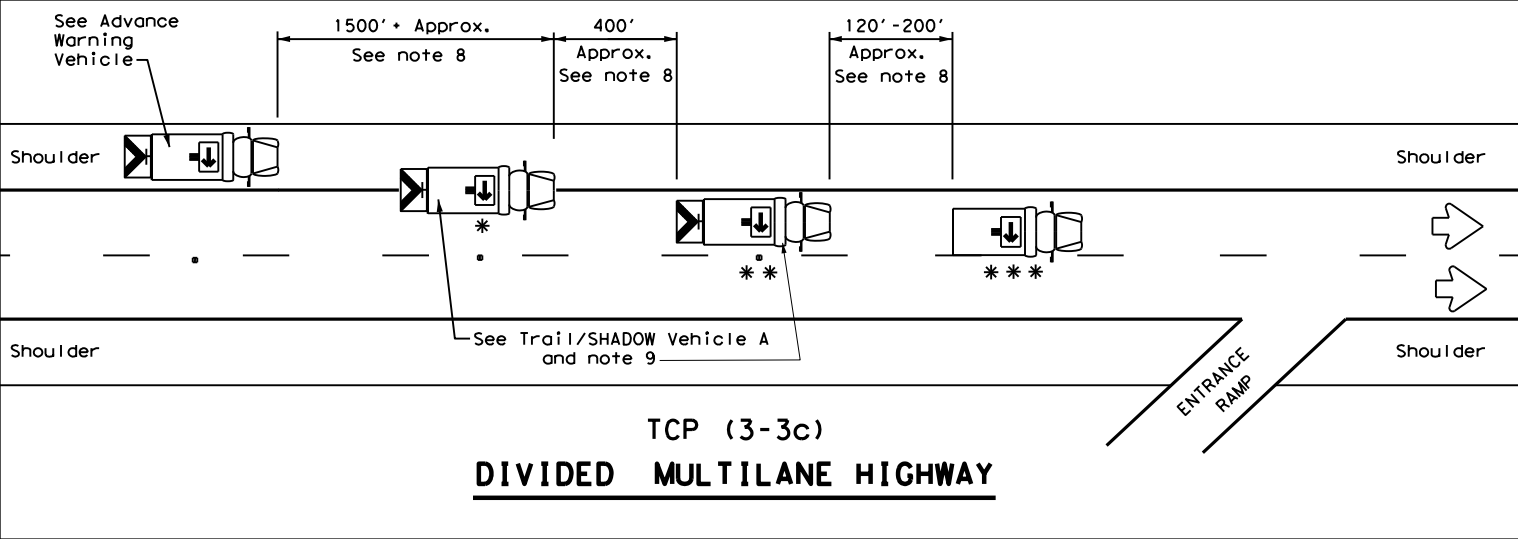 See Advance
Warning
Vehicle
1500'+ Approx.
See note 8
400'
Approx.
See note 8
120'-200'
Approx.
See note 8
Shoulder
Shoulder
*
* *
* * *
See Trail/SHADOW Vehicle A
and note 9
Shoulder
Shoulder
ENTRANCE
RAMP
TCP (3-3c)
DIVIDED MULTILANE HIGHWAY